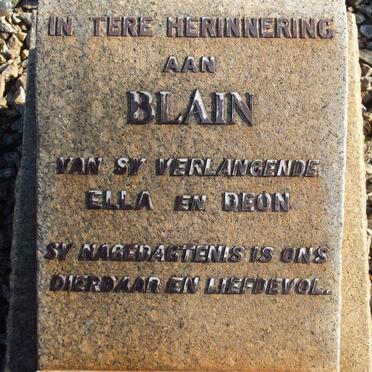 IN TERE HERINNERING
AAN
BLAIN
VAN SY VERLANGENDE
ELLA EN DEON
SY NAGEDAGTENIS IS ONS
DIERBAAR EN LIEFDEVOL..